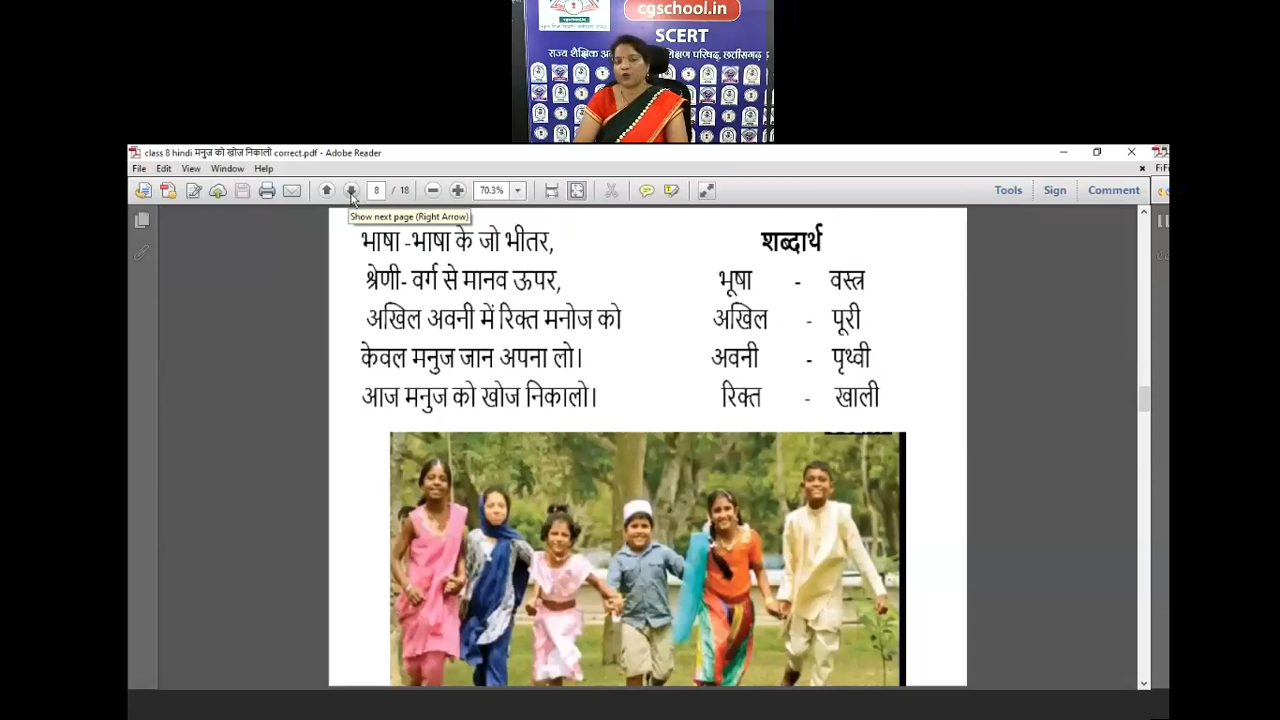 cgschool.in
SCERT
class 8 hindi मनुज को खोज निकालो correct.pdf - Adobe Reader
File Edit View Window Help
8 / 18 70.3% Tools Sign Comment
Show next page (Right Arrow)
भाषा -भाषा के जो भीतर,
श्रेणी- वर्ग से मानव ऊपर,
अखिल अवनी में रिक्त मनोज को
केवल मनुज जान अपना लो।
आज मनुज को खोज निकालो।
शब्दार्थ
भूषा - वस्त्र
अखिल - पूरी
अवनी - पृथ्वी
रिक्त - खाली